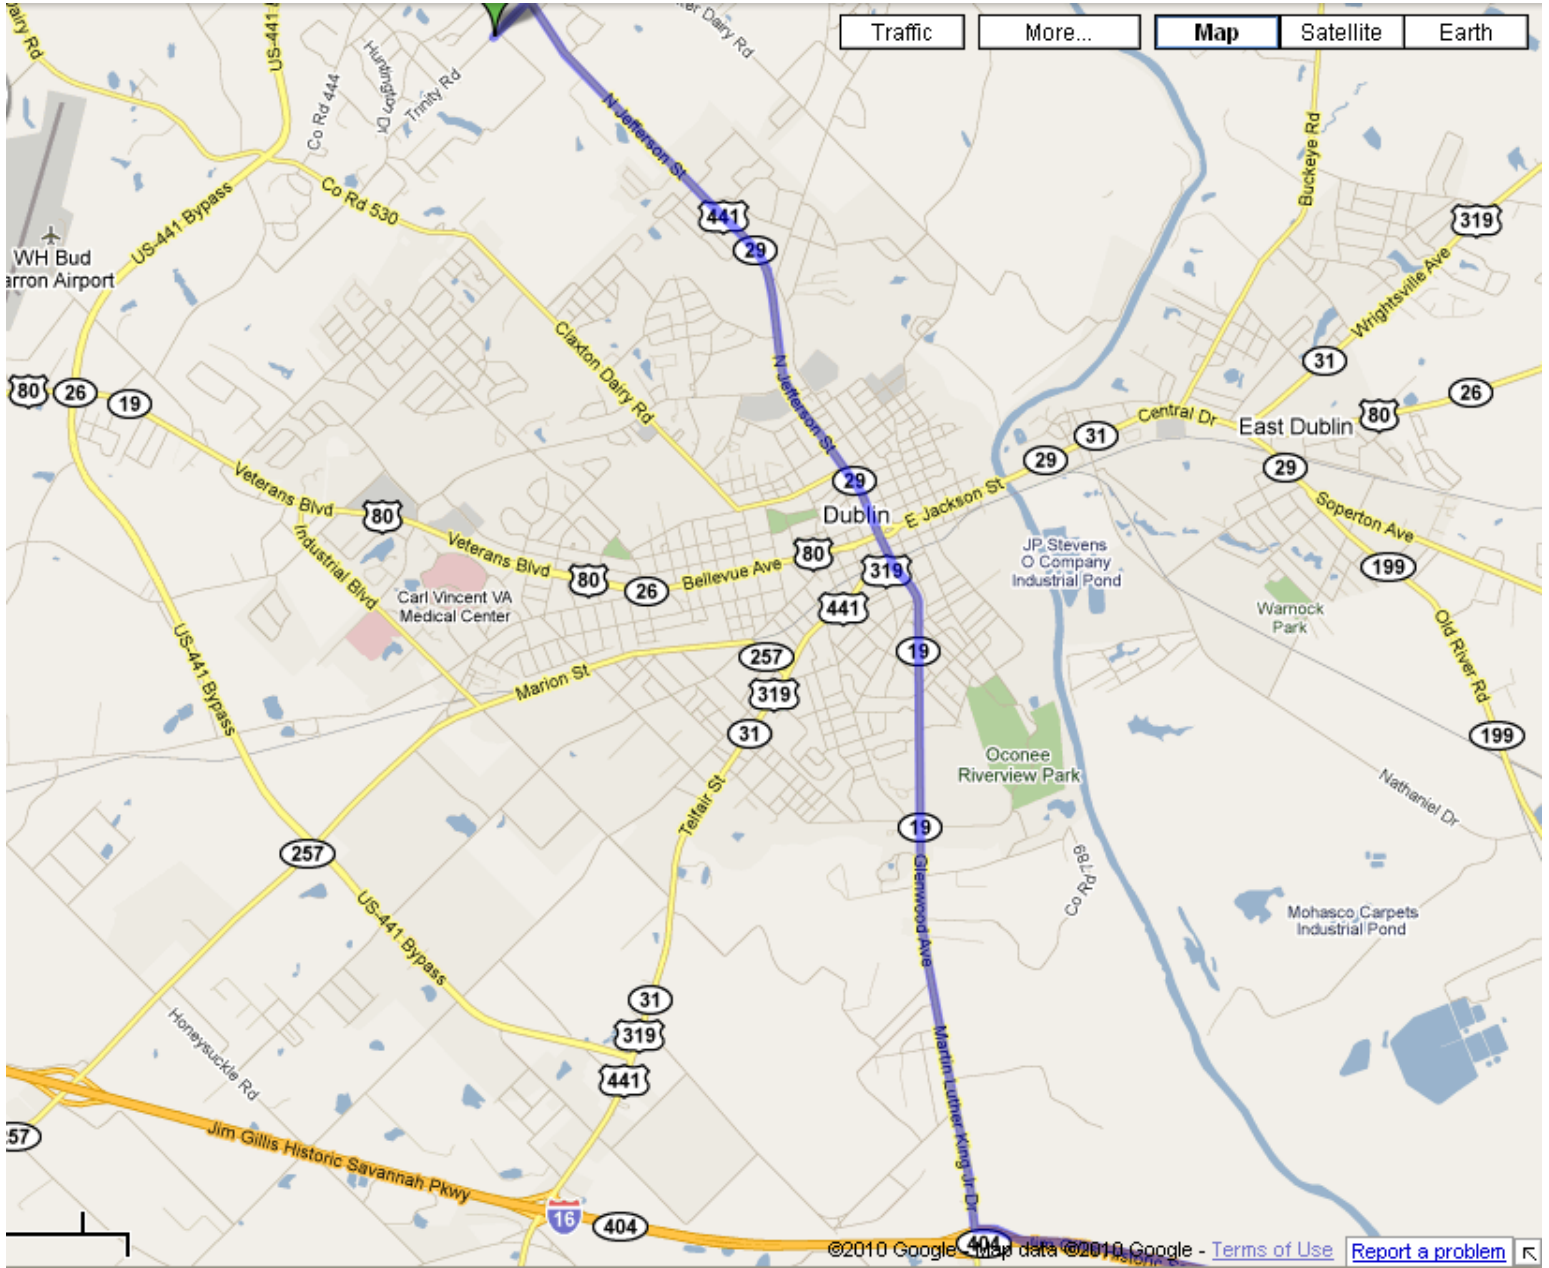 Traffic
More...
Map
Satellite
Earth
US-441
Dairy Rd
Co Rd 444
Huntington Dr
Trinity Rd
N Jefferson St
Buckeye Rd
US-441 Bypass
Co Rd 530
441
29
319
WH Bud
arron Airport
Wrightsville Ave
31
Claxton Dairy Rd
N Jefferson St
80
26
19
26
80
Central Dr
East Dublin
31
29
29
Veterans Blvd
80
29
Dublin
E Jackson St
Soperton Ave
Industrial Blvd
Veterans Blvd
80
26
Bellevue Ave
80
319
441
JP Stevens
O Company
Industrial Pond
199
Carl Vincent VA
Medical Center
Warnock
Park
Old River Rd
US-441 Bypass
Marion St
257
19
319
31
199
Oconee
Riverview Park
Telfair St
Nathaniel Dr
19
257
Glenwood Ave
Co Rd 789
US-441 Bypass
Mohasco Carpets
Industrial Pond
31
319
441
Honeysuckle Rd
Martin Luther King Jr Dr
57
Jim Gillis Historic Savannah Pkwy
16
404
404
©2010 Google - Map data ©2010 Google - Terms of Use
Report a problem